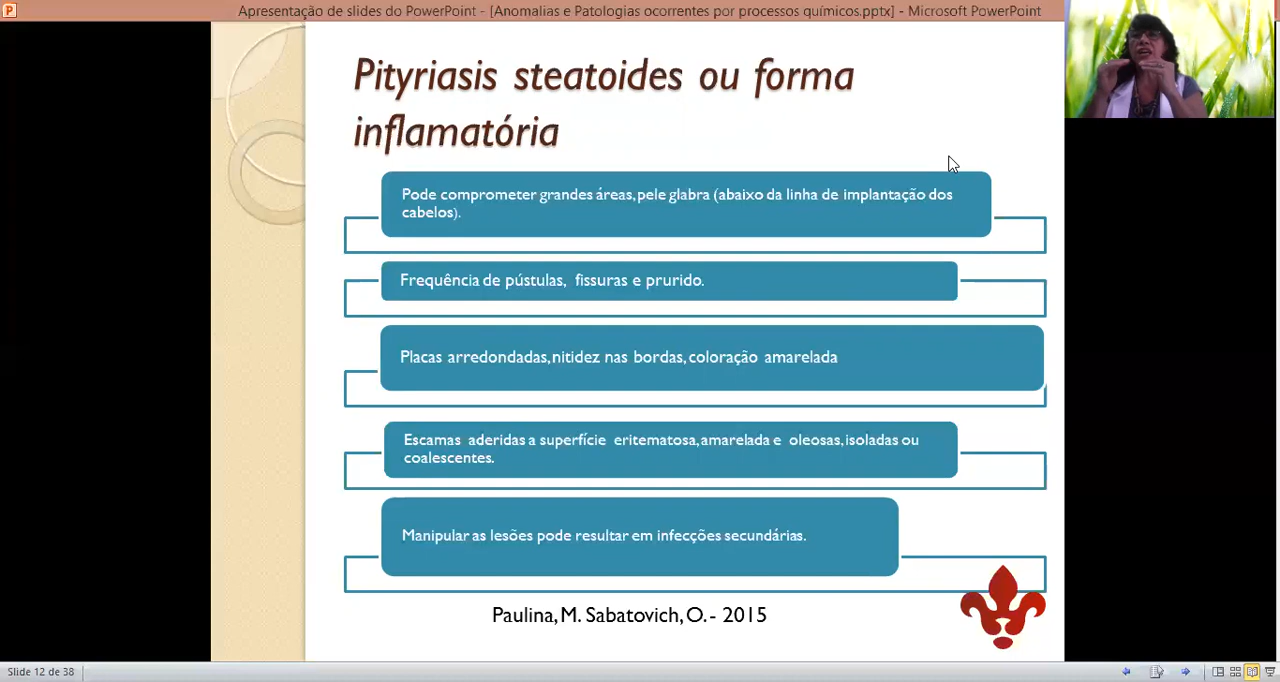 Apresentação de slides do PowerPoint - [Anomalias e Patologias ocorrentes por processos químicos.pptx] - Microsoft PowerPoint
Pityriasis steatoides ou forma
inflamatória
Pode comprometer grandes áreas, pele glabra (abaixo da linha de implantação dos
cabelos).
Frequência de pústulas, fissuras e prurido.
Placas arredondadas, nitidez nas bordas, coloração amarelada
Escamas aderidas a superfície eritematosa, amarelada e oleosas, isoladas ou
coalescentes.
Manipular as lesões pode resultar em infecções secundárias.
Paulina, M. Sabatovich, O. - 2015
Slide 12 de 38